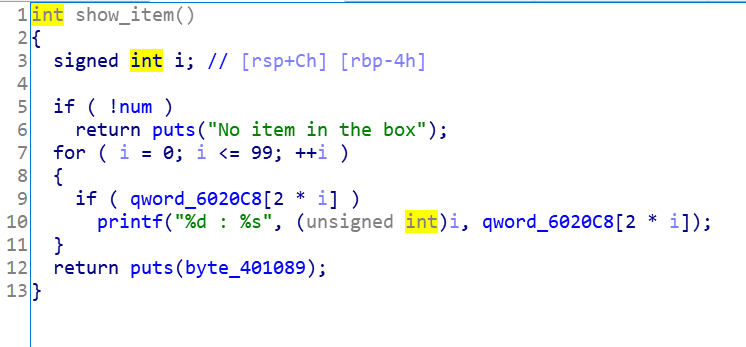 1 int show_item()
2 {
3   signed int i; // [rsp+Ch] [rbp-4h]
4
5   if ( !num )
6     return puts("No item in the box");
7   for ( i = 0; i <= 99; ++i )
8   {
9     if ( qword_6020C8[2 * i] )
10       printf("%d : %s", (unsigned int)i, qword_6020C8[2 * i]);
11   }
12   return puts(byte_401089);
13 }